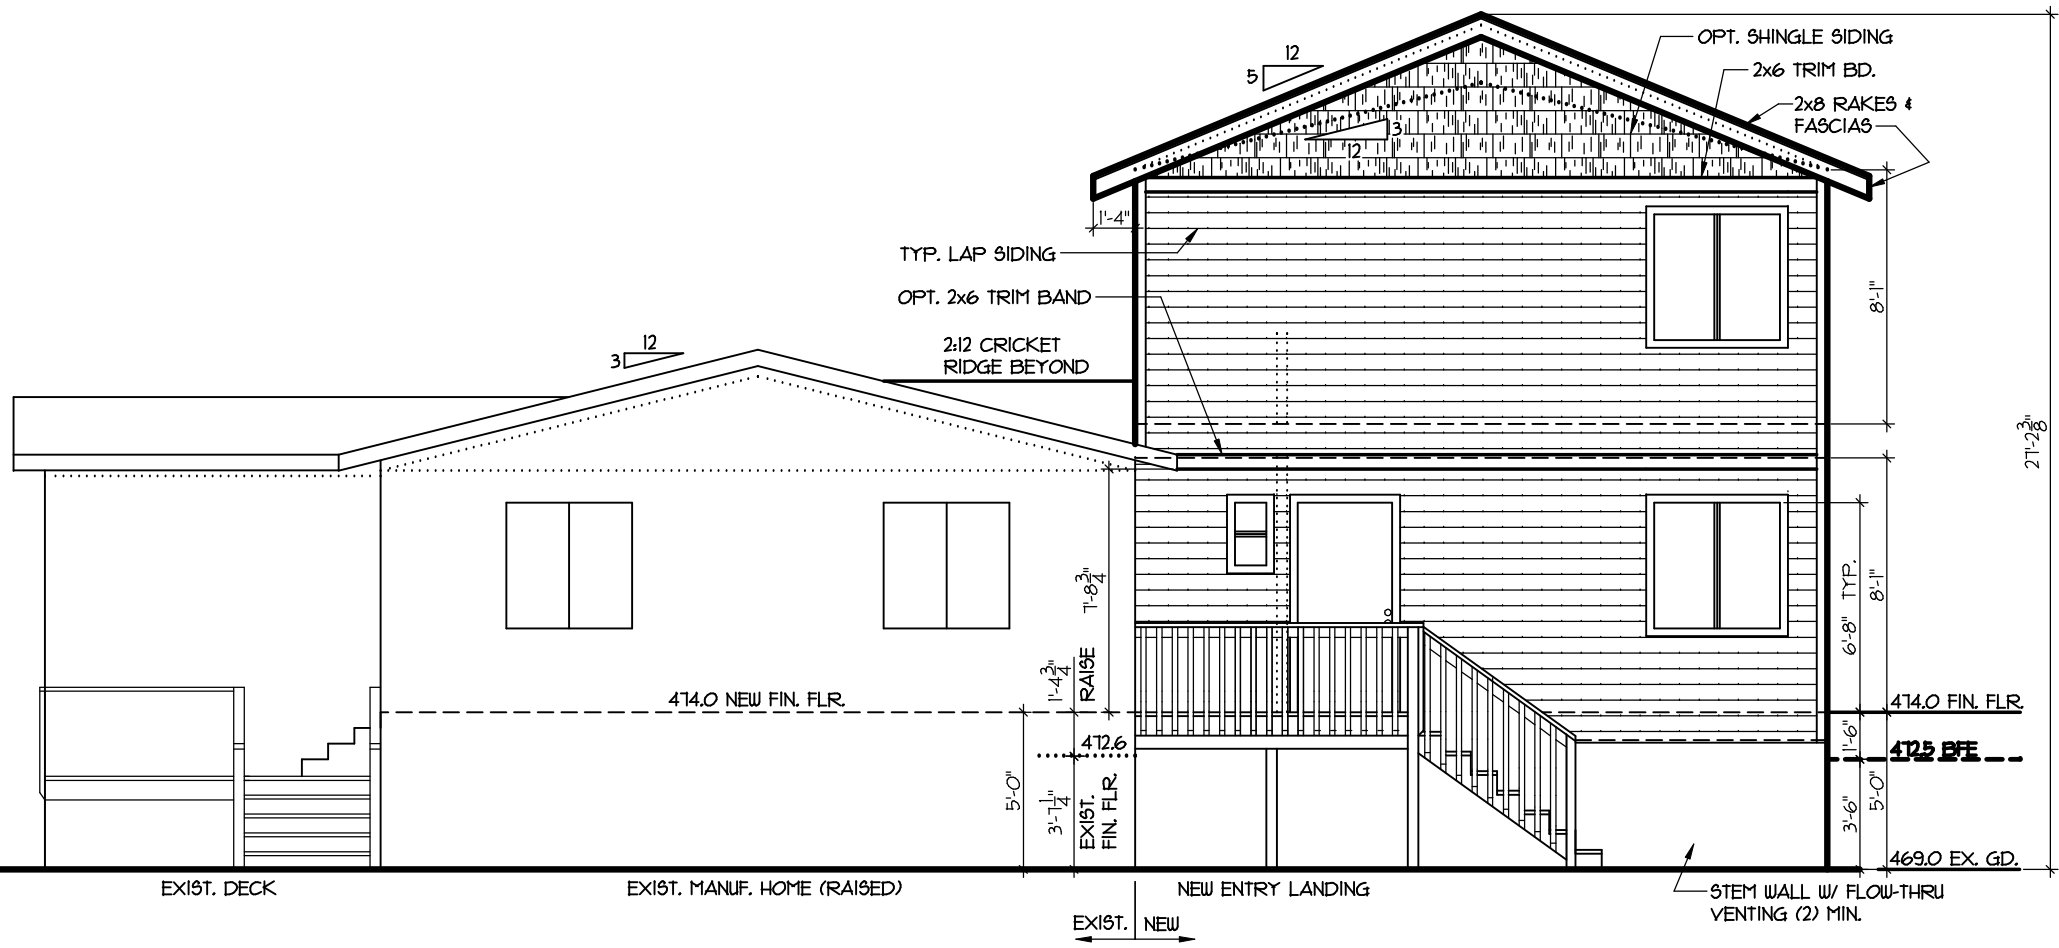 OPT. SHINGLE SIDING
2x6 TRIM BD.
2x8 RAKES &
FASCIAS
12
5
3
12
1'-4"
TYP. LAP SIDING
OPT. 2x6 TRIM BAND
8'-1"
2:12 CRICKET
RIDGE BEYOND
12
3
27'-2 3/8"
7'-8 3/4"
6'-8" TYP.
8'-1"
1'-4 3/4"
RAISE
474.0 NEW FIN. FLR.
474.0 FIN. FLR.
472.6
1'-6"
472.5 BFE
5'-0"
3'-7 1/4"
EXIST.
FIN. FLR.
3'-6"
5'-0"
469.0 EX. GD.
EXIST. DECK
EXIST. MANUF. HOME (RAISED)
NEW ENTRY LANDING
STEM WALL W/ FLOW-THRU
VENTING (2) MIN.
EXIST. NEW